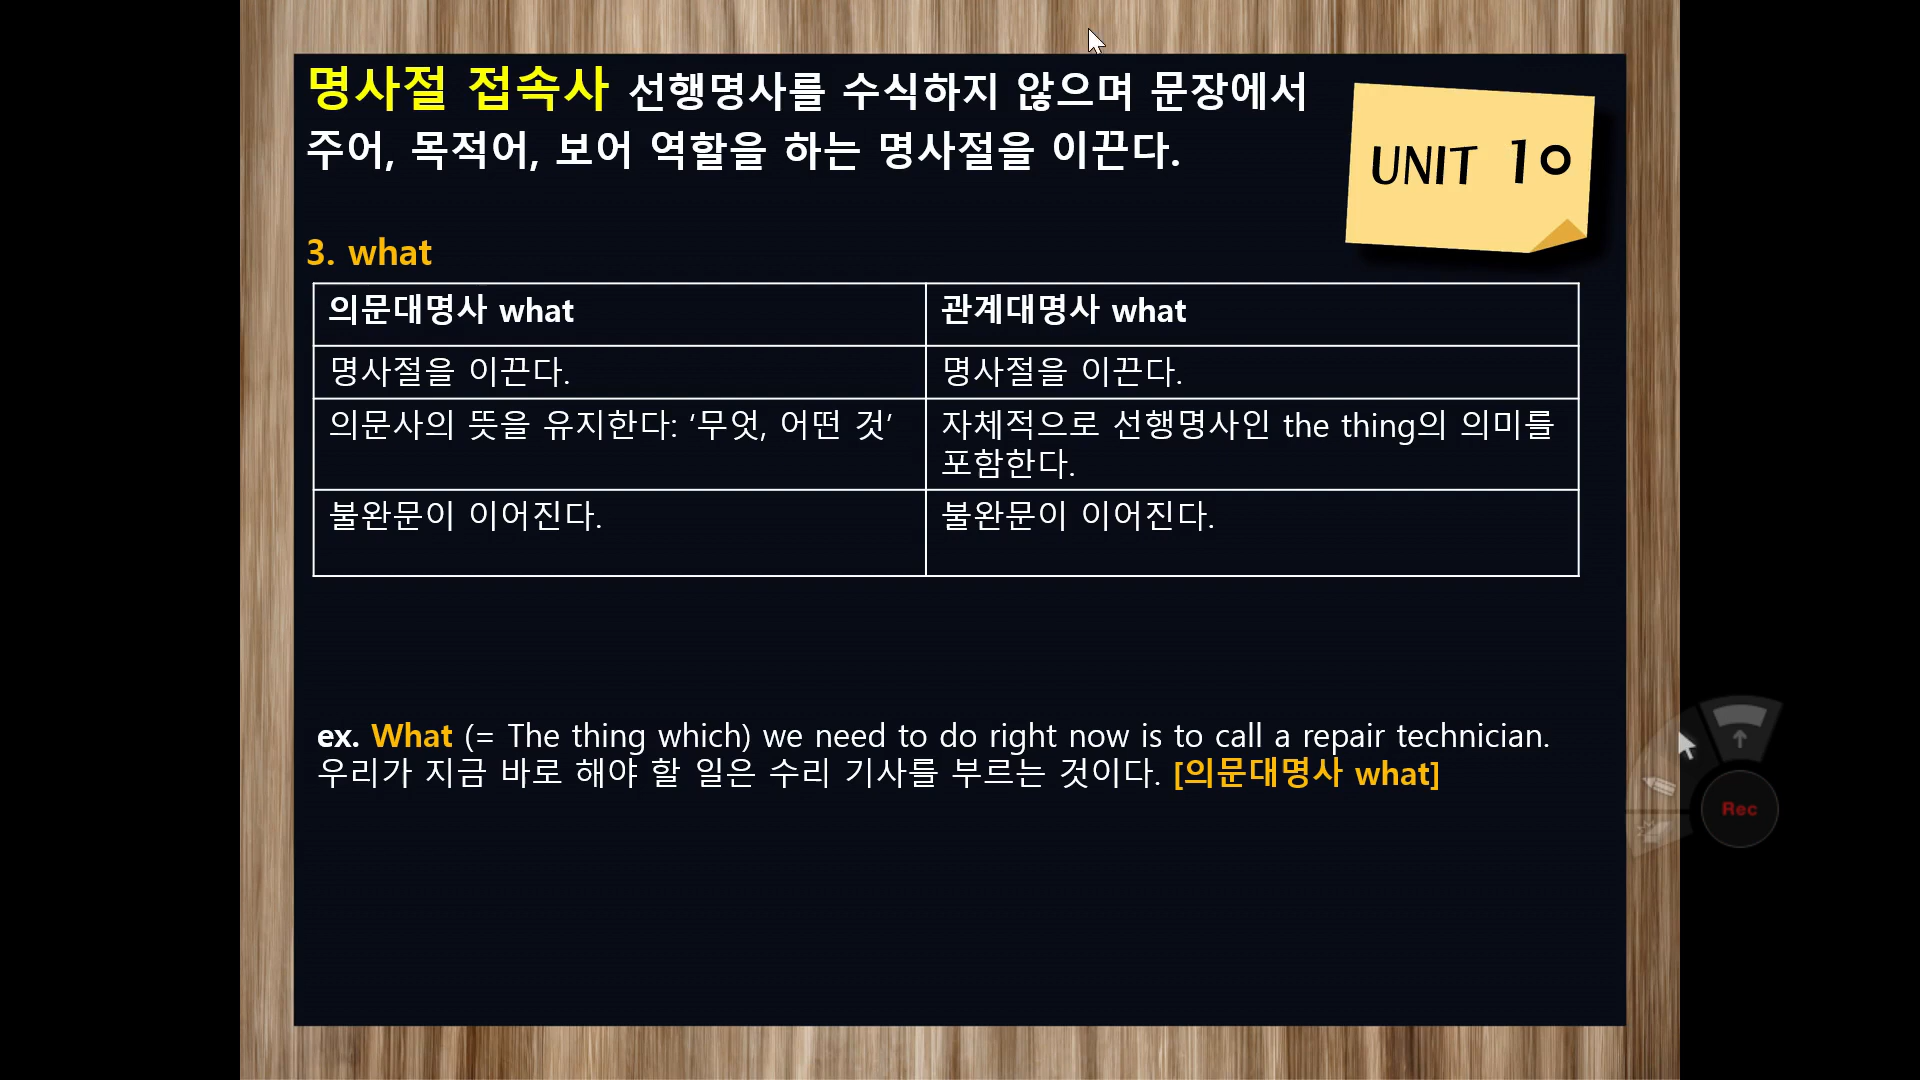 명사절 접속사 선행명사를 수식하지 않으며 문장에서
주어, 목적어, 보어 역할을 하는 명사절을 이끈다.
UNIT 10
3. what
의문대명사 what
관계대명사 what
명사절을 이끈다.
명사절을 이끈다.
의문사의 뜻을 유지한다: ‘무엇, 어떤 것’
자체적으로 선행명사인 the thing의 의미를
포함한다.
불완문이 이어진다.
불완문이 이어진다.
ex. What (= The thing which) we need to do right now is to call a repair technician.
우리가 지금 바로 해야 할 일은 수리 기사를 부르는 것이다. [의문대명사 what]
Rec